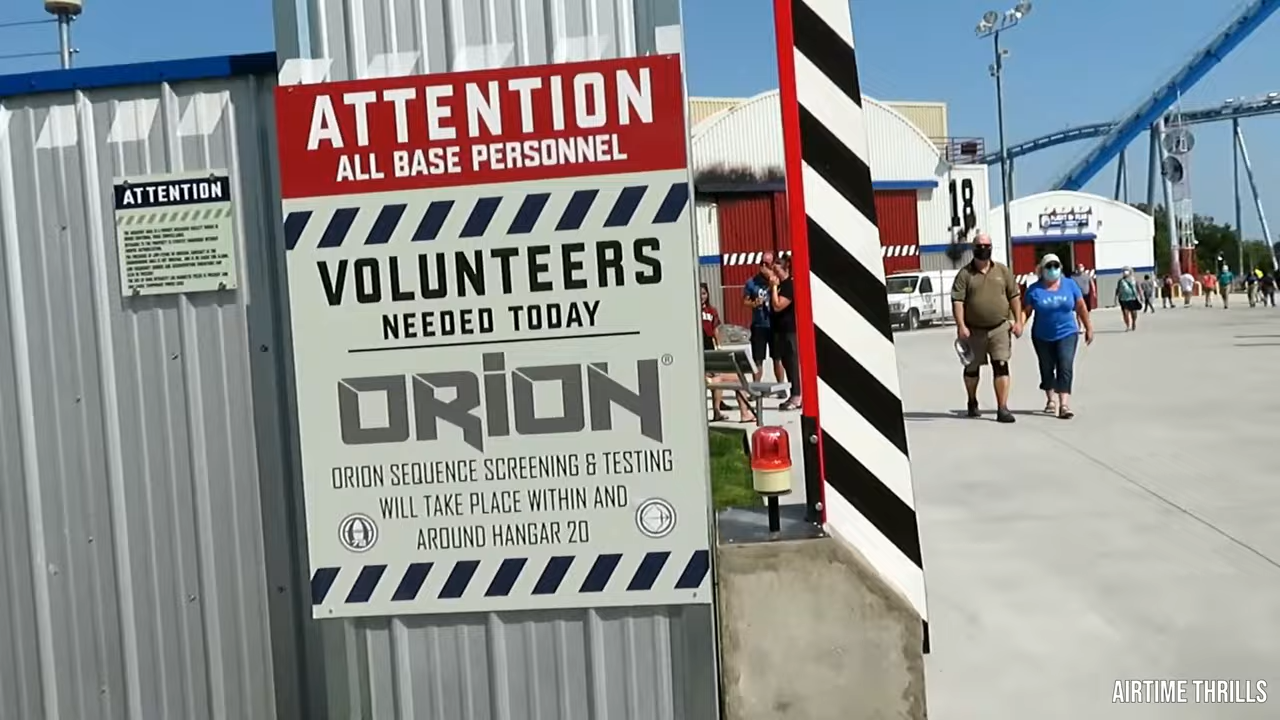 ATTENTION
ALL BASE PERSONNEL
VOLUNTEERS
NEEDED TODAY
ORION®
ORION SEQUENCE SCREENING & TESTING
WILL TAKE PLACE WITHIN AND
AROUND HANGAR 20
ATTENTION
18
AIRTIME THRILLS